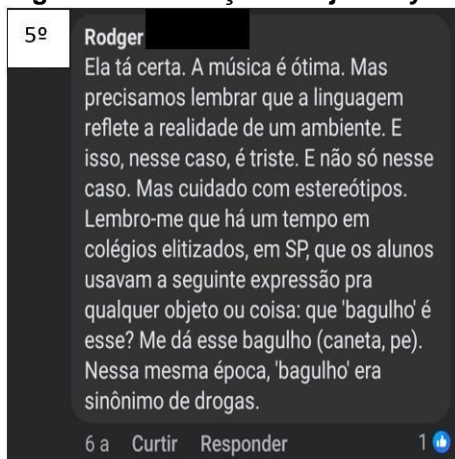 5º
Rodger
Ela tá certa. A música é ótima. Mas
precisamos lembrar que a linguagem
reflete a realidade de um ambiente. E
isso, nesse caso, é triste. E não só nesse
caso. Mas cuidado com estereótipos.
Lembro-me que há um tempo em
colégios elitizados, em SP, que os alunos
usavam a seguinte expressão pra
qualquer objeto ou coisa: que 'bagulho' é
esse? Me dá esse bagulho (caneta, pe).
Nessa mesma época, 'bagulho' era
sinônimo de drogas.
6 a Curtir Responder 1